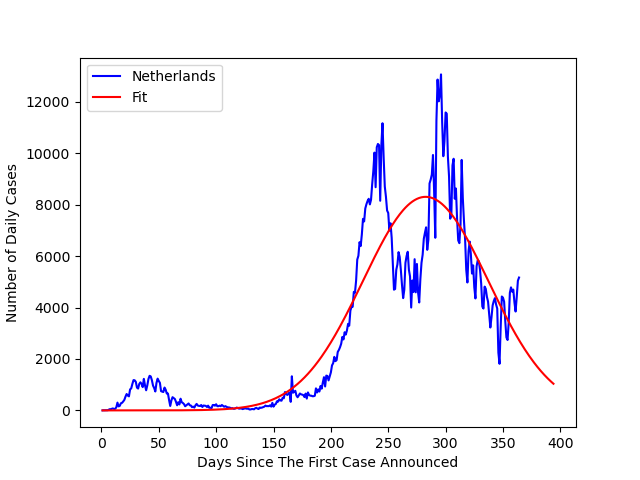 Netherlands
Fit
Number of Daily Cases
12000
10000
8000
6000
4000
2000
0
0 50 100 150 200 250 300 350 400
Days Since The First Case Announced